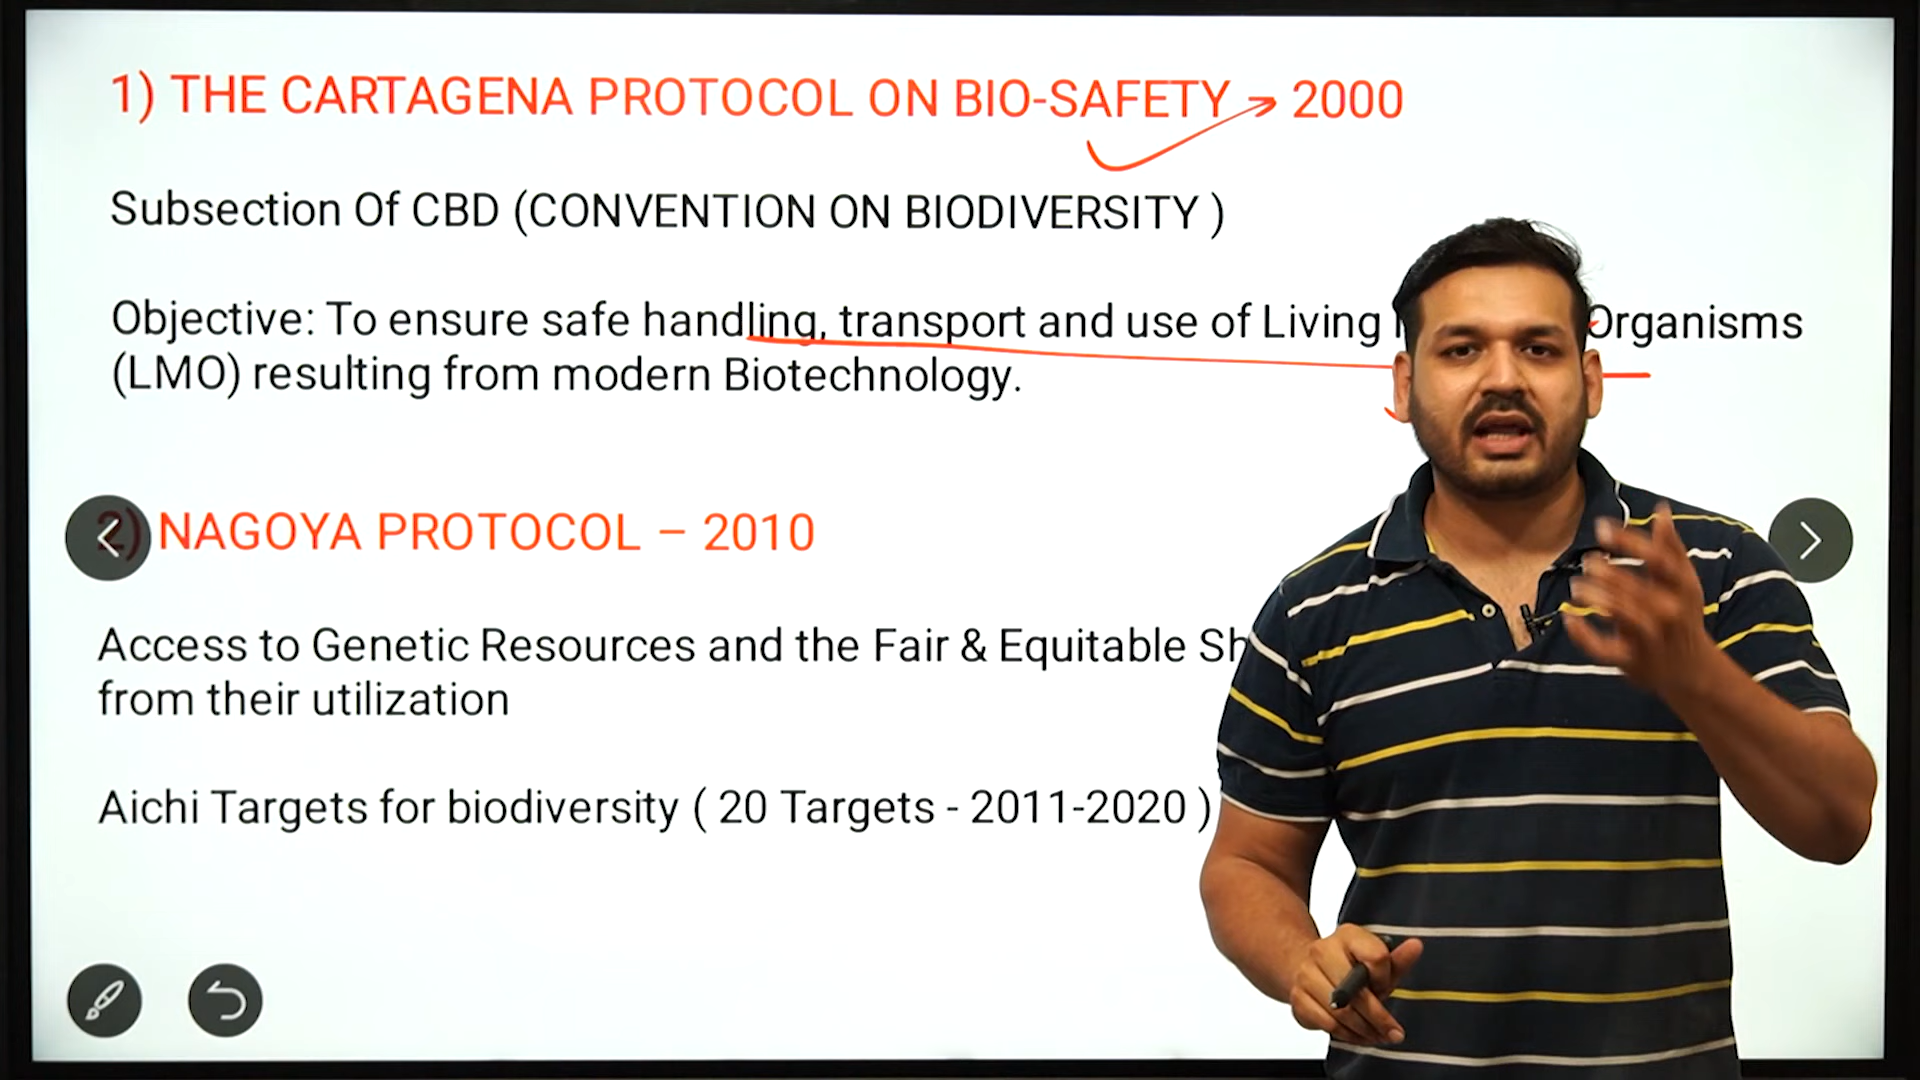 1) THE CARTAGENA PROTOCOL ON BIO-SAFETY → 2000
Subsection Of CBD (CONVENTION ON BIODIVERSITY )
Objective: To ensure safe handling, transport and use of Living Organisms
(LMO) resulting from modern Biotechnology.
2) NAGOYA PROTOCOL – 2010
Access to Genetic Resources and the Fair & Equitable
from their utilization
Aichi Targets for biodiversity ( 20 Targets - 2011-2020 )